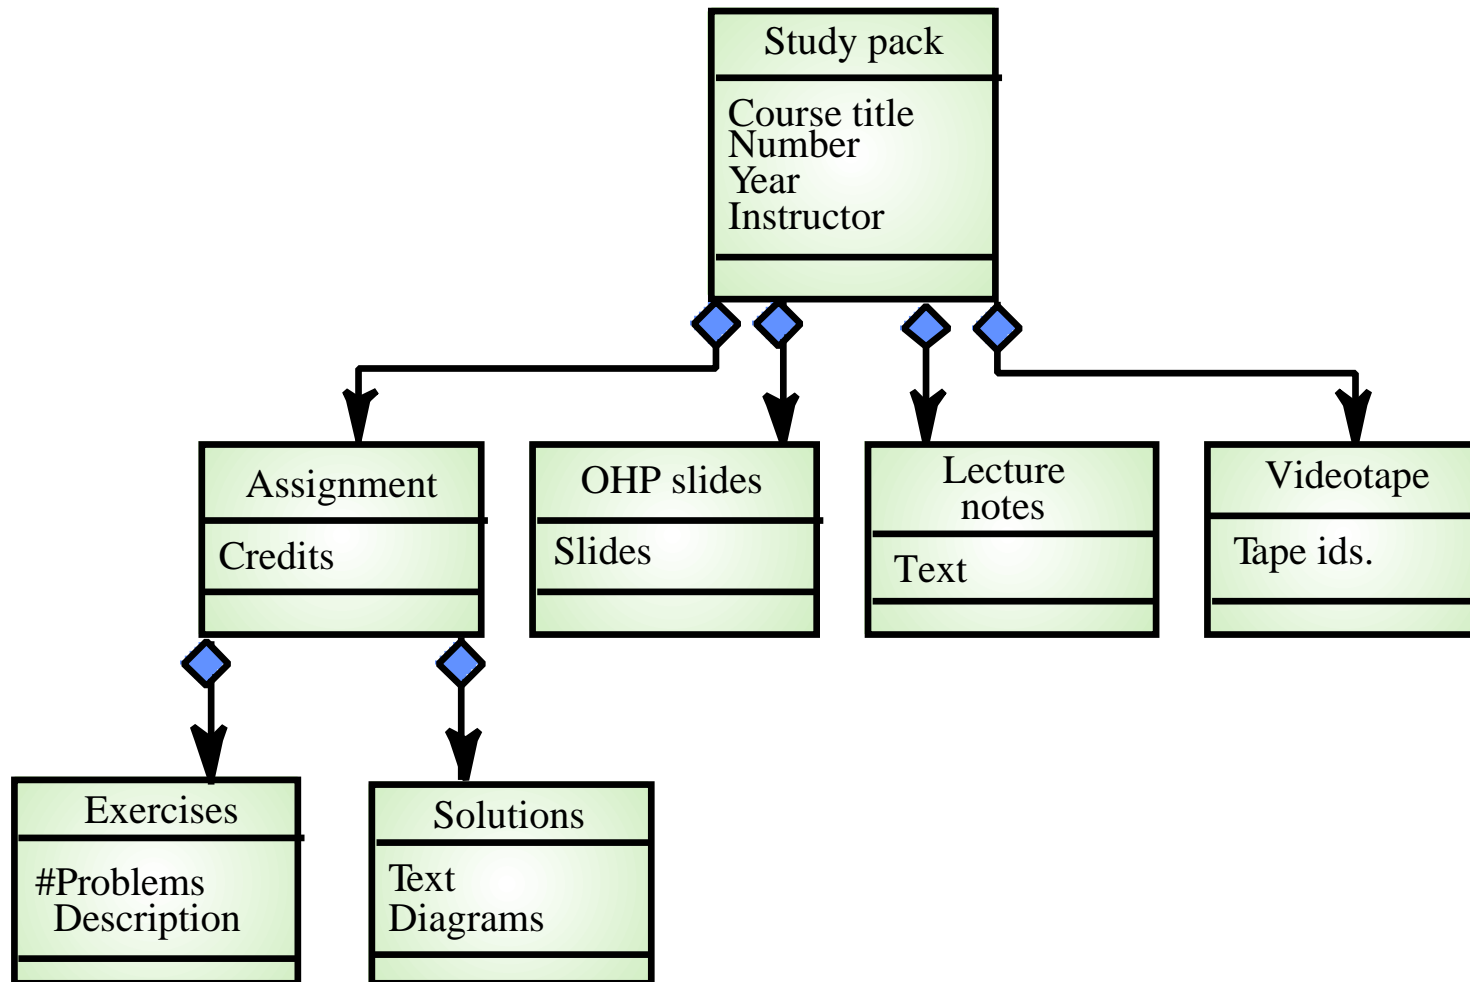 Study pack
Course title
Number
Year
Instructor
Assignment
Credits
OHP slides
Slides
Lecture
notes
Text
Videotape
Tape ids.
Exercises
#Problems
Description
Solutions
Text
Diagrams